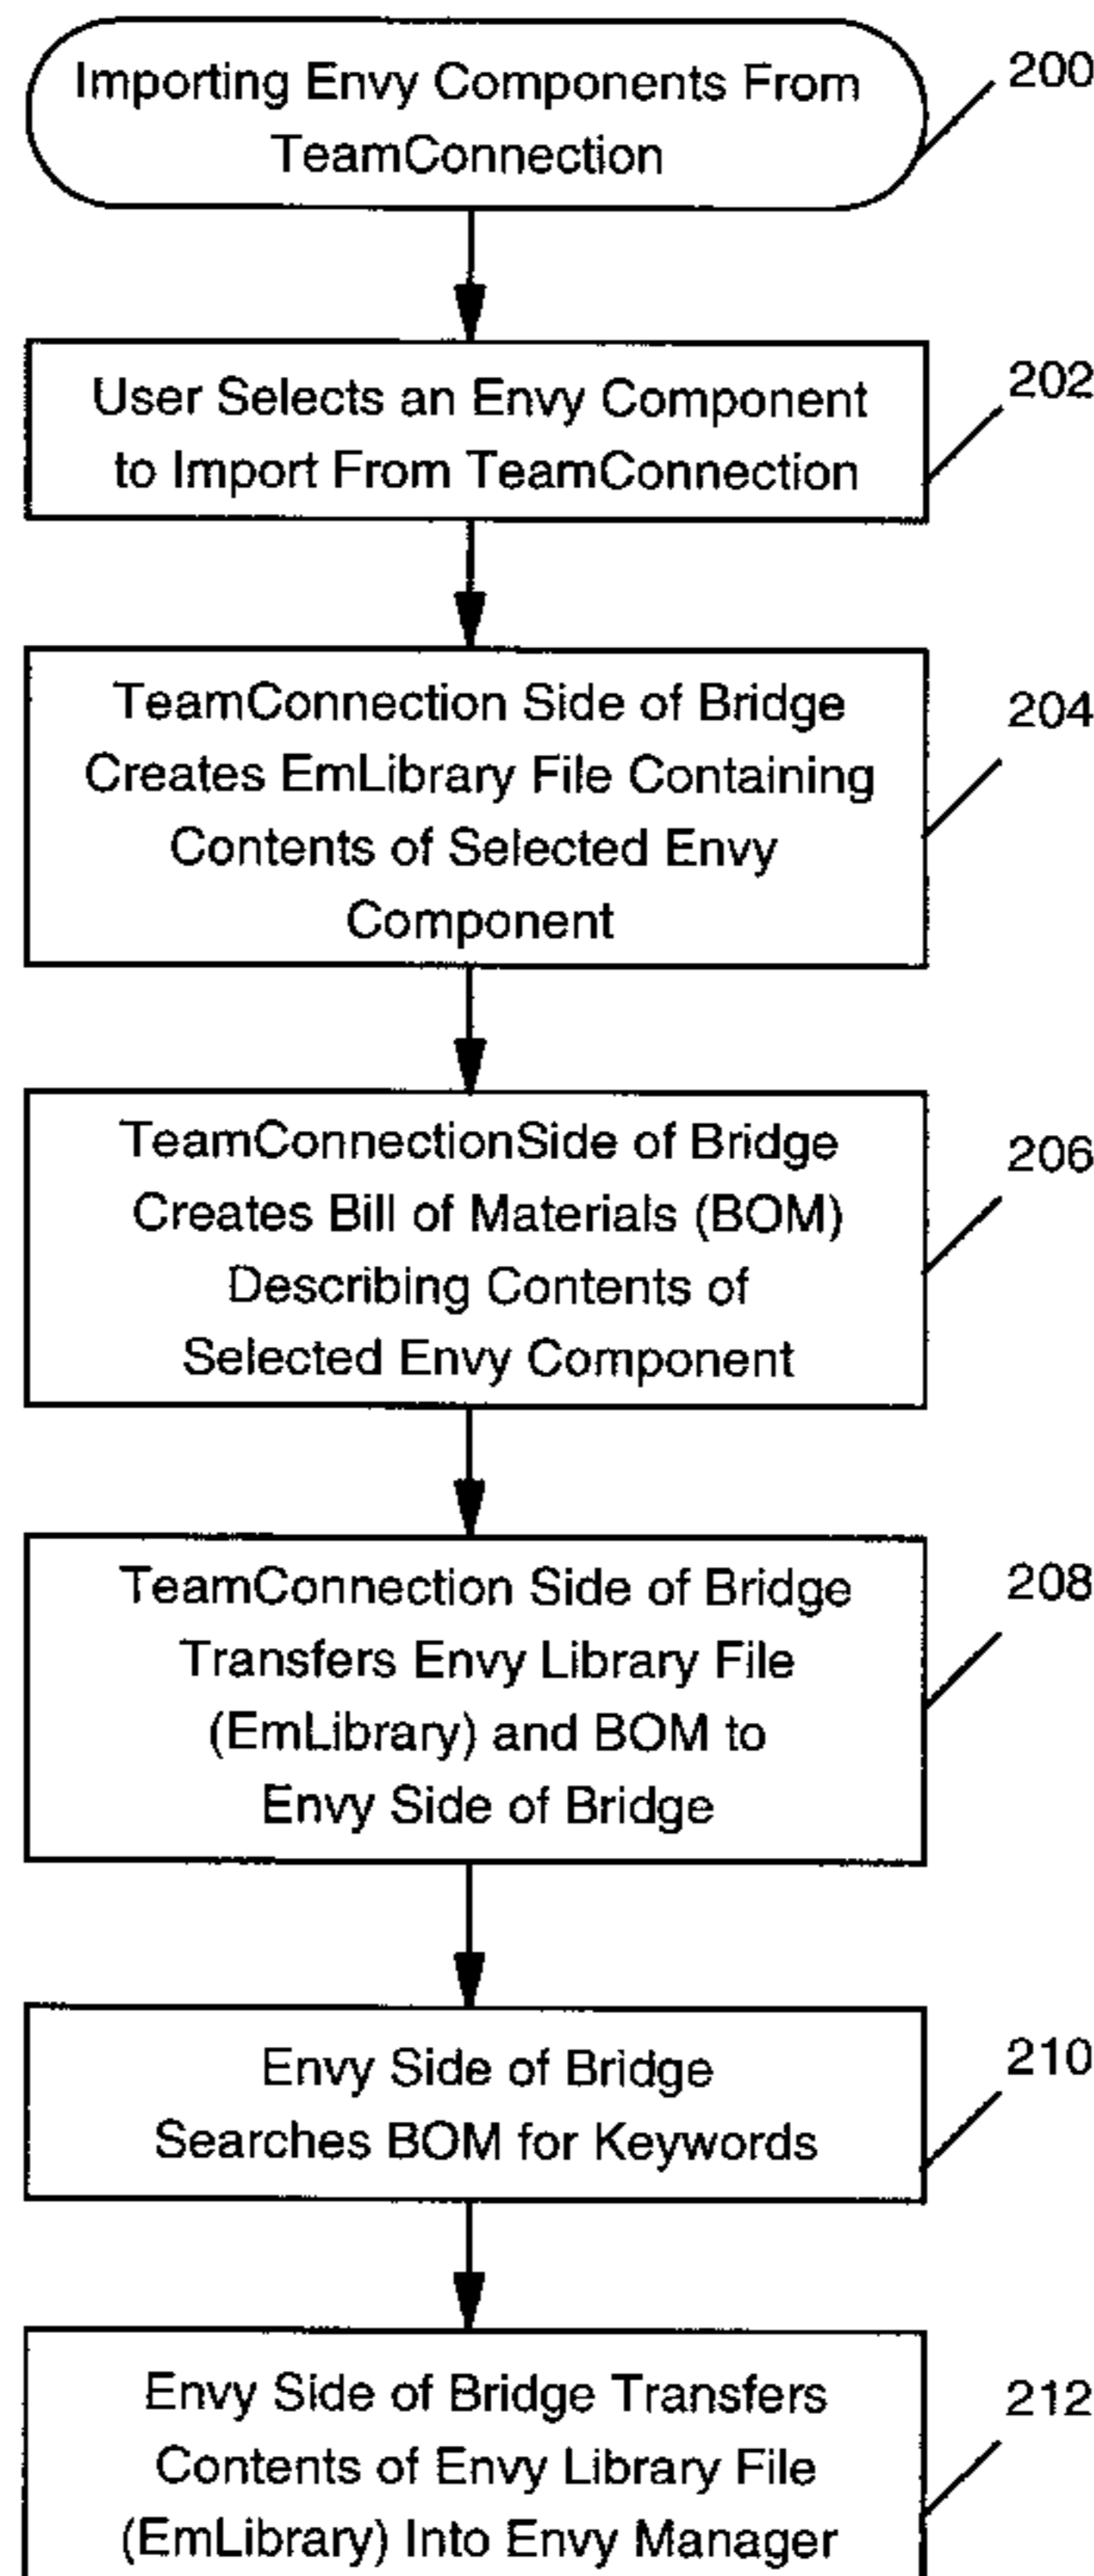 Importing Envy Components From
TeamConnection
200
User Selects an Envy Component
to Import From TeamConnection
202
TeamConnection Side of Bridge
Creates EmLibrary File Containing
Contents of Selected Envy
Component
204
TeamConnectionSide of Bridge
Creates Bill of Materials (BOM)
Describing Contents of
Selected Envy Component
206
TeamConnection Side of Bridge
Transfers Envy Library File
(EmLibrary) and BOM to
Envy Side of Bridge
208
Envy Side of Bridge
Searches BOM for Keywords
210
Envy Side of Bridge Transfers
Contents of Envy Library File
(EmLibrary) Into Envy Manager
212